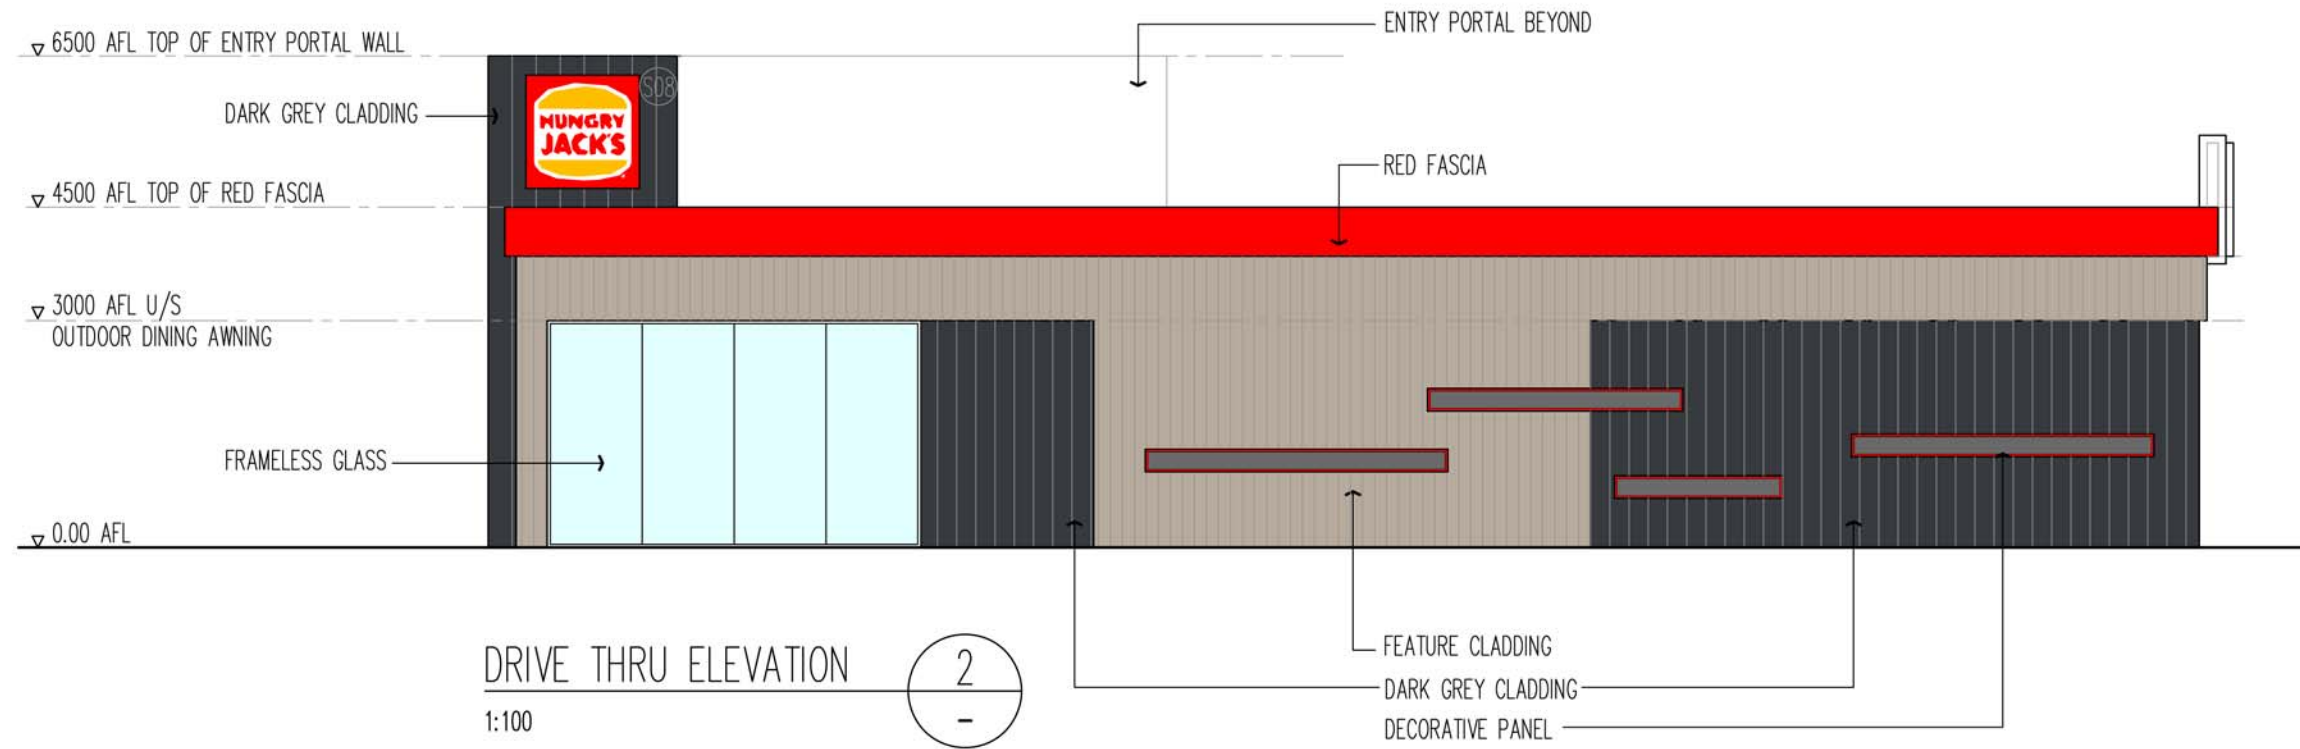 ENTRY PORTAL BEYOND
6500 AFL TOP OF ENTRY PORTAL WALL
S08
DARK GREY CLADDING
HUNGRY
JACK'S
RED FASCIA
4500 AFL TOP OF RED FASCIA
3000 AFL U/S
OUTDOOR DINING AWNING
FRAMELESS GLASS
0.00 AFL
FEATURE CLADDING
DARK GREY CLADDING
DECORATIVE PANEL
DRIVE THRU ELEVATION
2
-
1:100